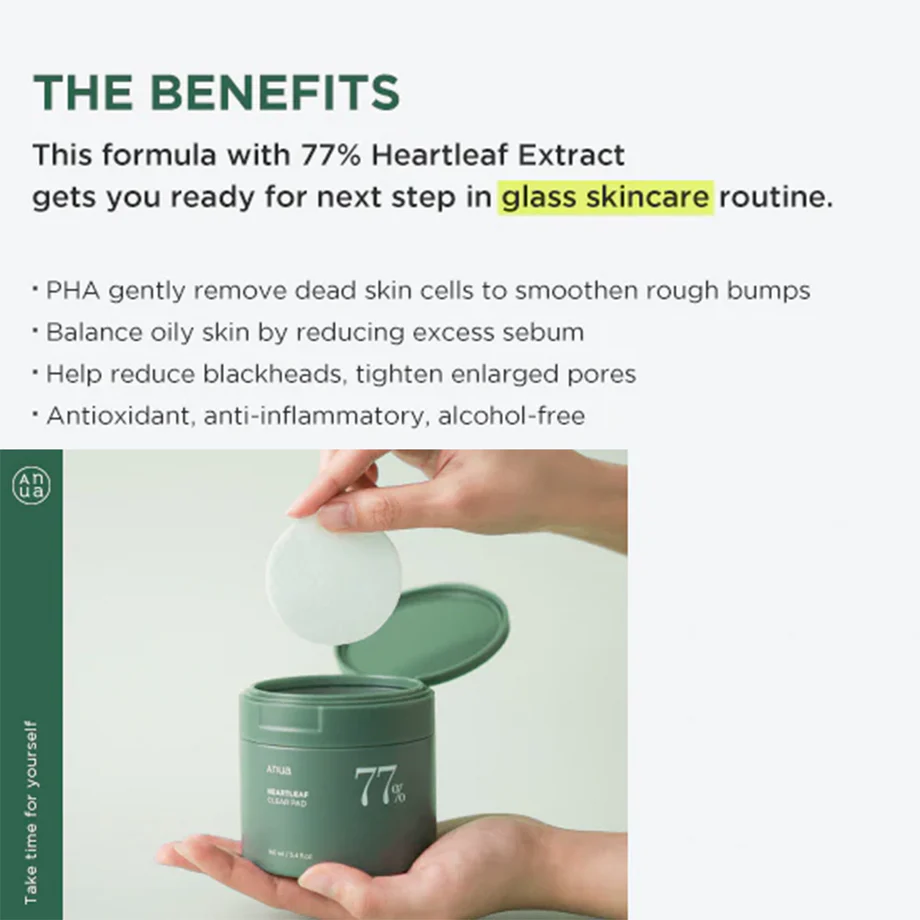 THE BENEFITS
This formula with 77% Heartleaf Extract
gets you ready for next step in glass skincare routine.
· PHA gently remove dead skin cells to smoothen rough bumps
· Balance oily skin by reducing excess sebum
· Help reduce blackheads, tighten enlarged pores
· Antioxidant, anti-inflammatory, alcohol-free
An
ua
Take time for yourself
Anua
77%
HEARTLEAF
CLEAR PAD